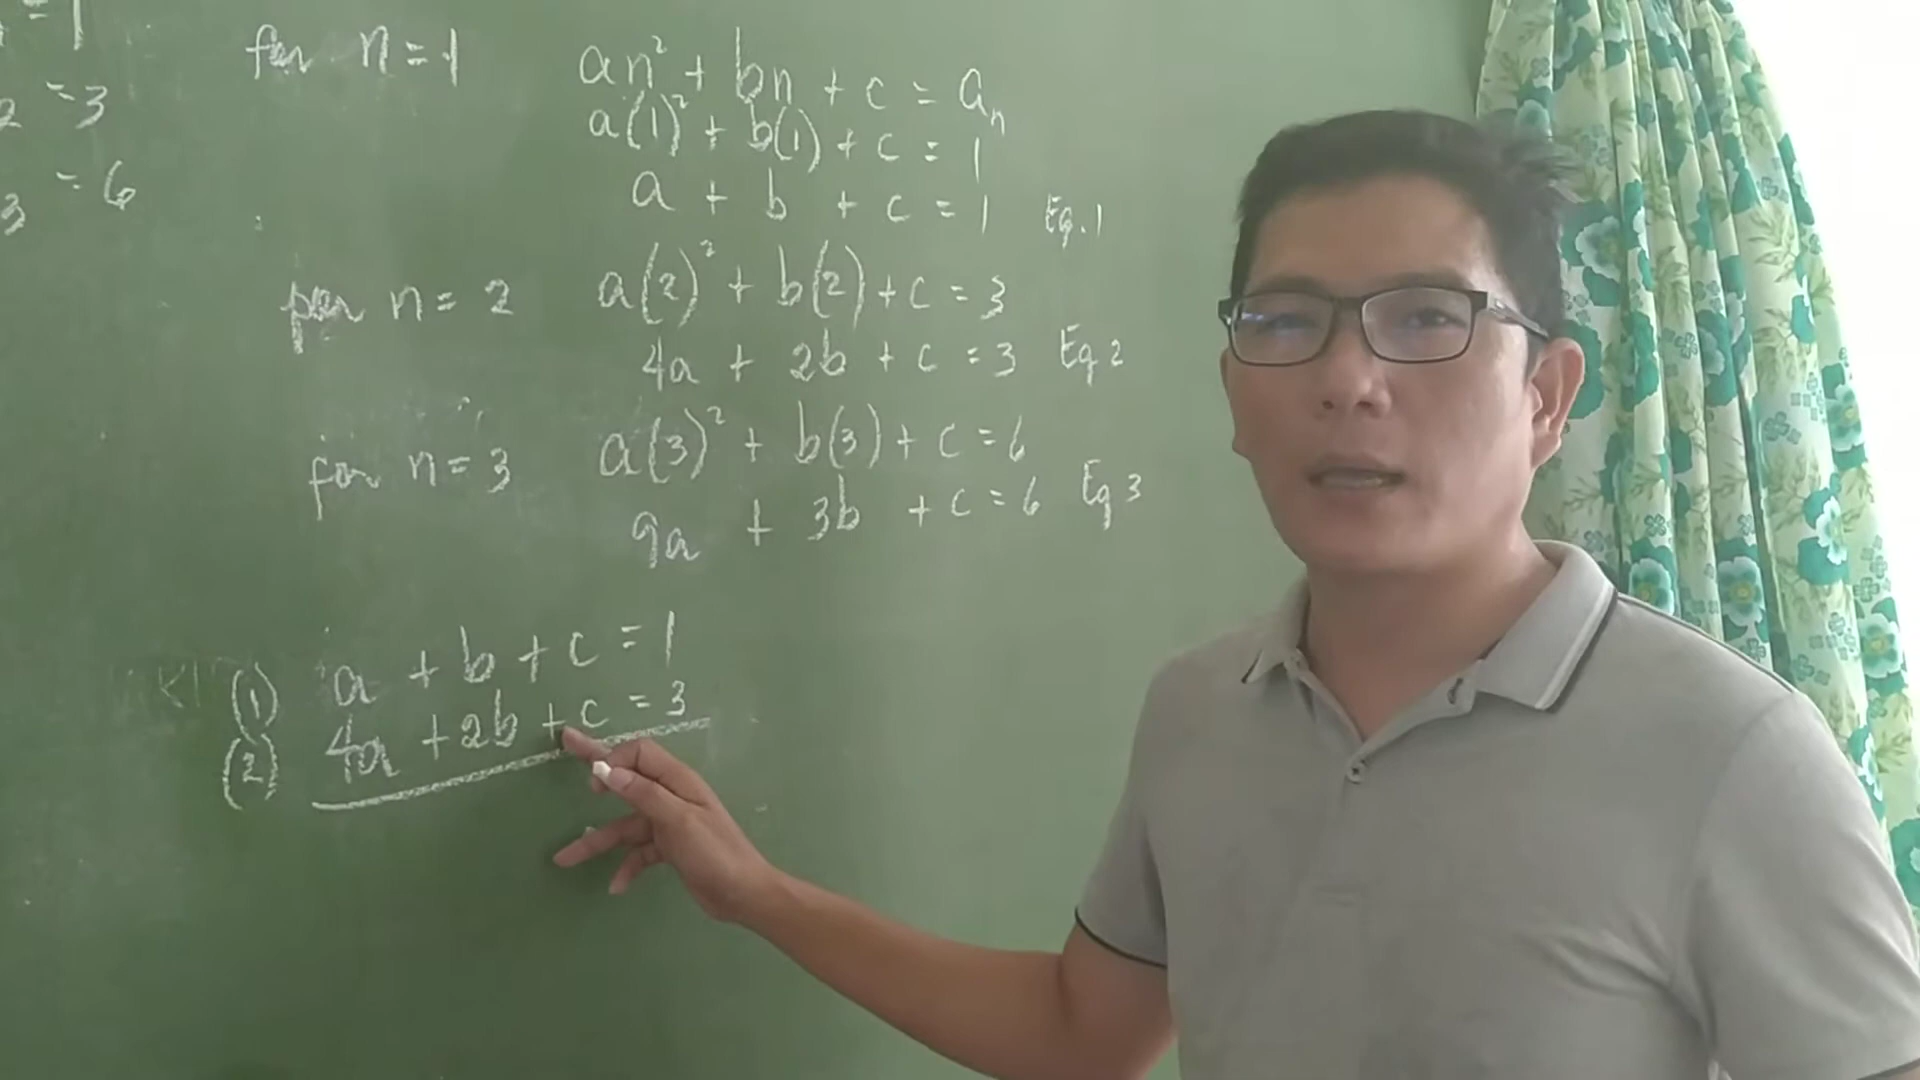 = 1
2 = 3
3 = 6
for n = 1
an² + bn + c = aₙ
a(1)² + b(1) + c = 1
a + b + c = 1 Eq. 1
for n = 2 a(2)² + b(2) + c = 3
4a + 2b + c = 3 Eq 2
for n = 3 a(3)² + b(3) + c = 6
9a + 3b + c = 6 Eq 3
(1) a + b + c = 1
(2) 4a + 2b + c = 3